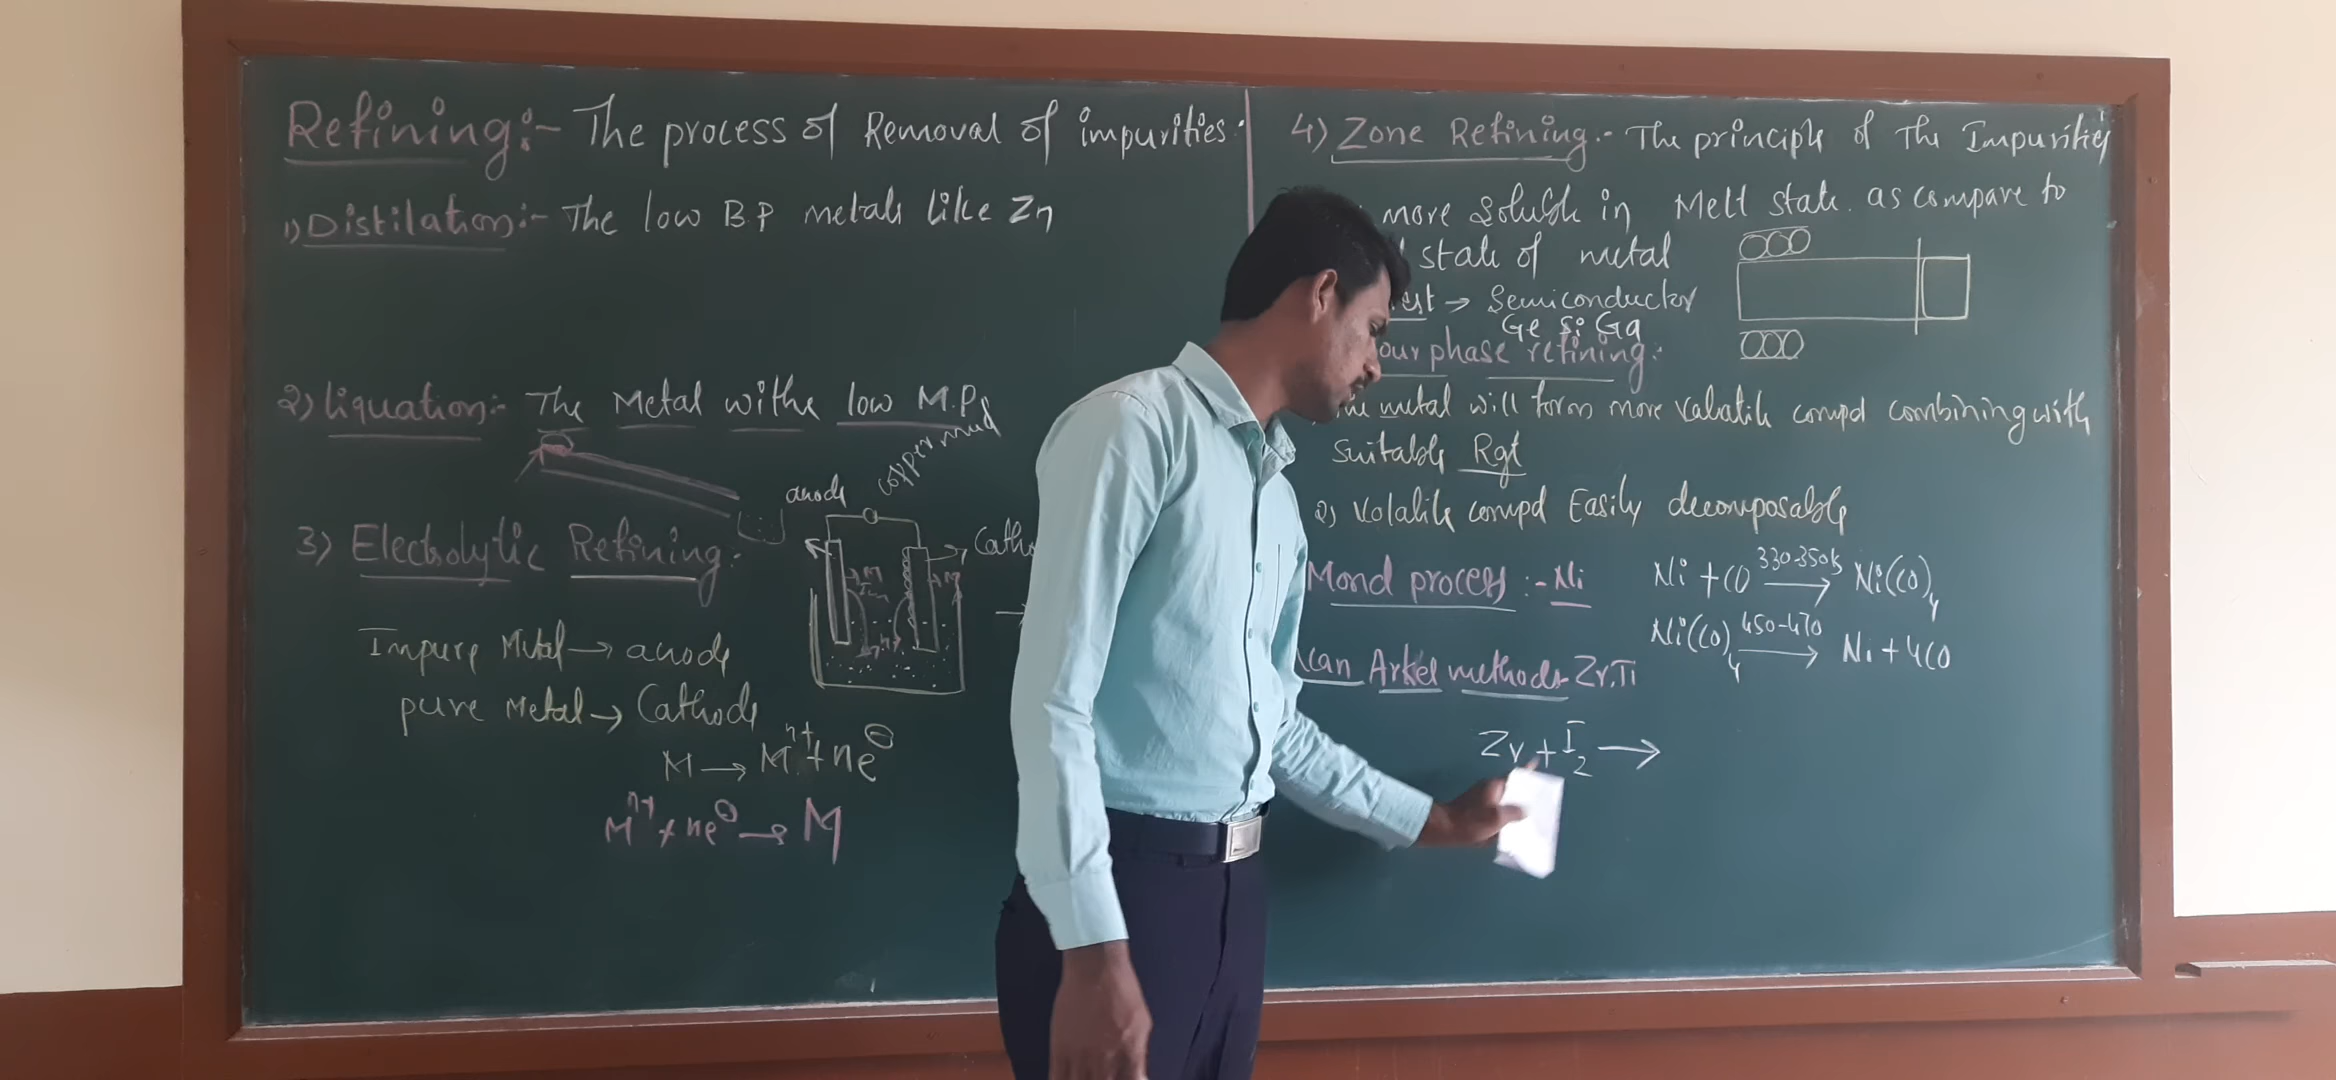 Refining:- The process of Removal of impurities.
1) Distilation:- The low B.P metals like Zn
2) liquation:- The Metal withe low M.Ps
anode
copper mud
3) Electrolytic Refining:
Impure Metal → anode
pure Metal → Cathode
M → Mⁿ⁺ + ne⊖
Mⁿ⁺ + ne⊖ → M
4) Zone Refining:- The principle of The Impurities
more soluble in Melt state as compare to
state of metal
→ Semiconductor
Ge Si Ga
phase refining:-
metal will form more valatile compd combining with
suitable Rgt
2) Volatile compd Easily decomposable
Mond process :- Ni
Ni + CO 330-350K → Ni(CO)₄
Ni(CO)₄ 450-470 → Ni + 4CO
Arkel methods Zr,Ti
Zr + I₂ →